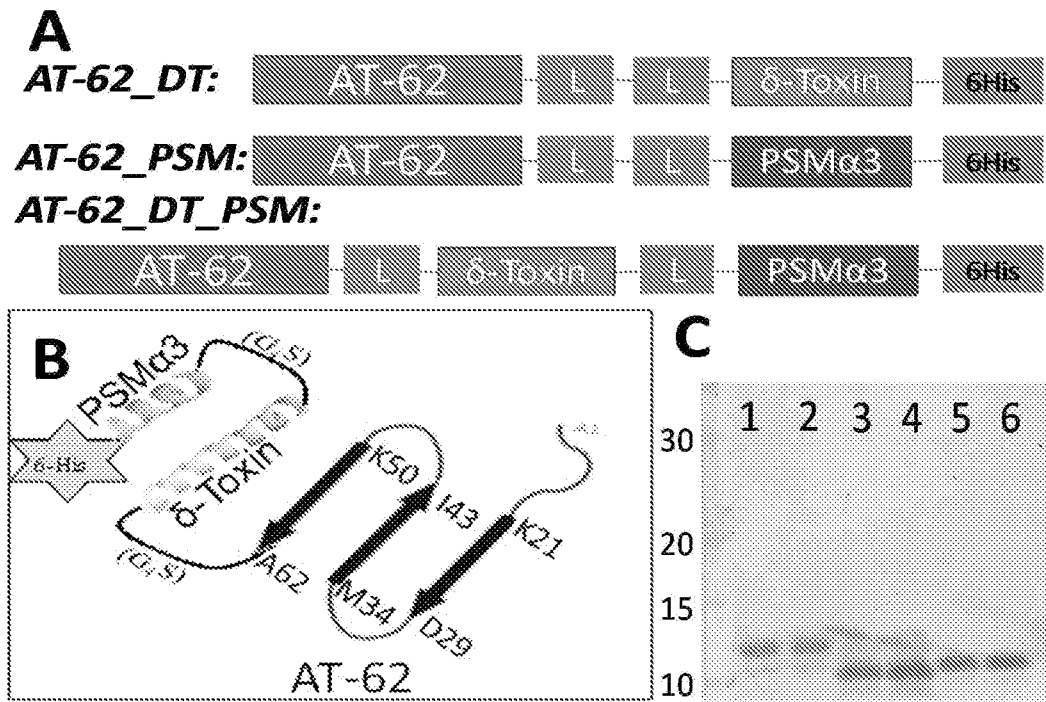 A
AT-62_DT: AT-62 L L δ-Toxin 6His
AT-62_PSM: AT-62 L L PSMα3 6His
AT-62_DT_PSM:
AT-62 L δ-Toxin L PSMα3 6His
B
PSMα3
6-His
δ-Toxin
K50
I43
K21
A62
M34
D29
AT-62
C
1 2 3 4 5 6
30
20
15
10